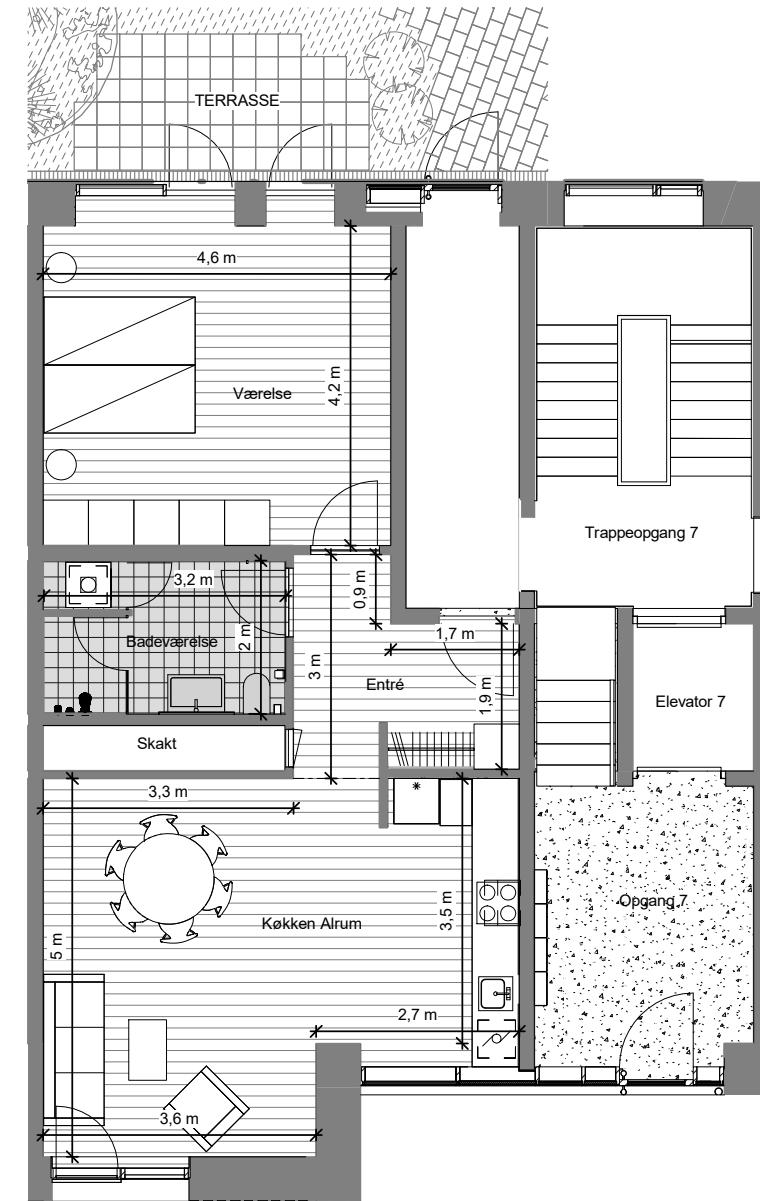 TERRASSE
4,6 m
4,2 m
Værelse
Trappeopgang 7
3,2 m
0,9 m
Badeværelse
2 m
1,7 m
3 m
Entré
1,9 m
Elevator 7
Skakt
3,3 m
*
Opgang 7
Køkken Alrum
3,5 m
5 m
2,7 m
3,6 m